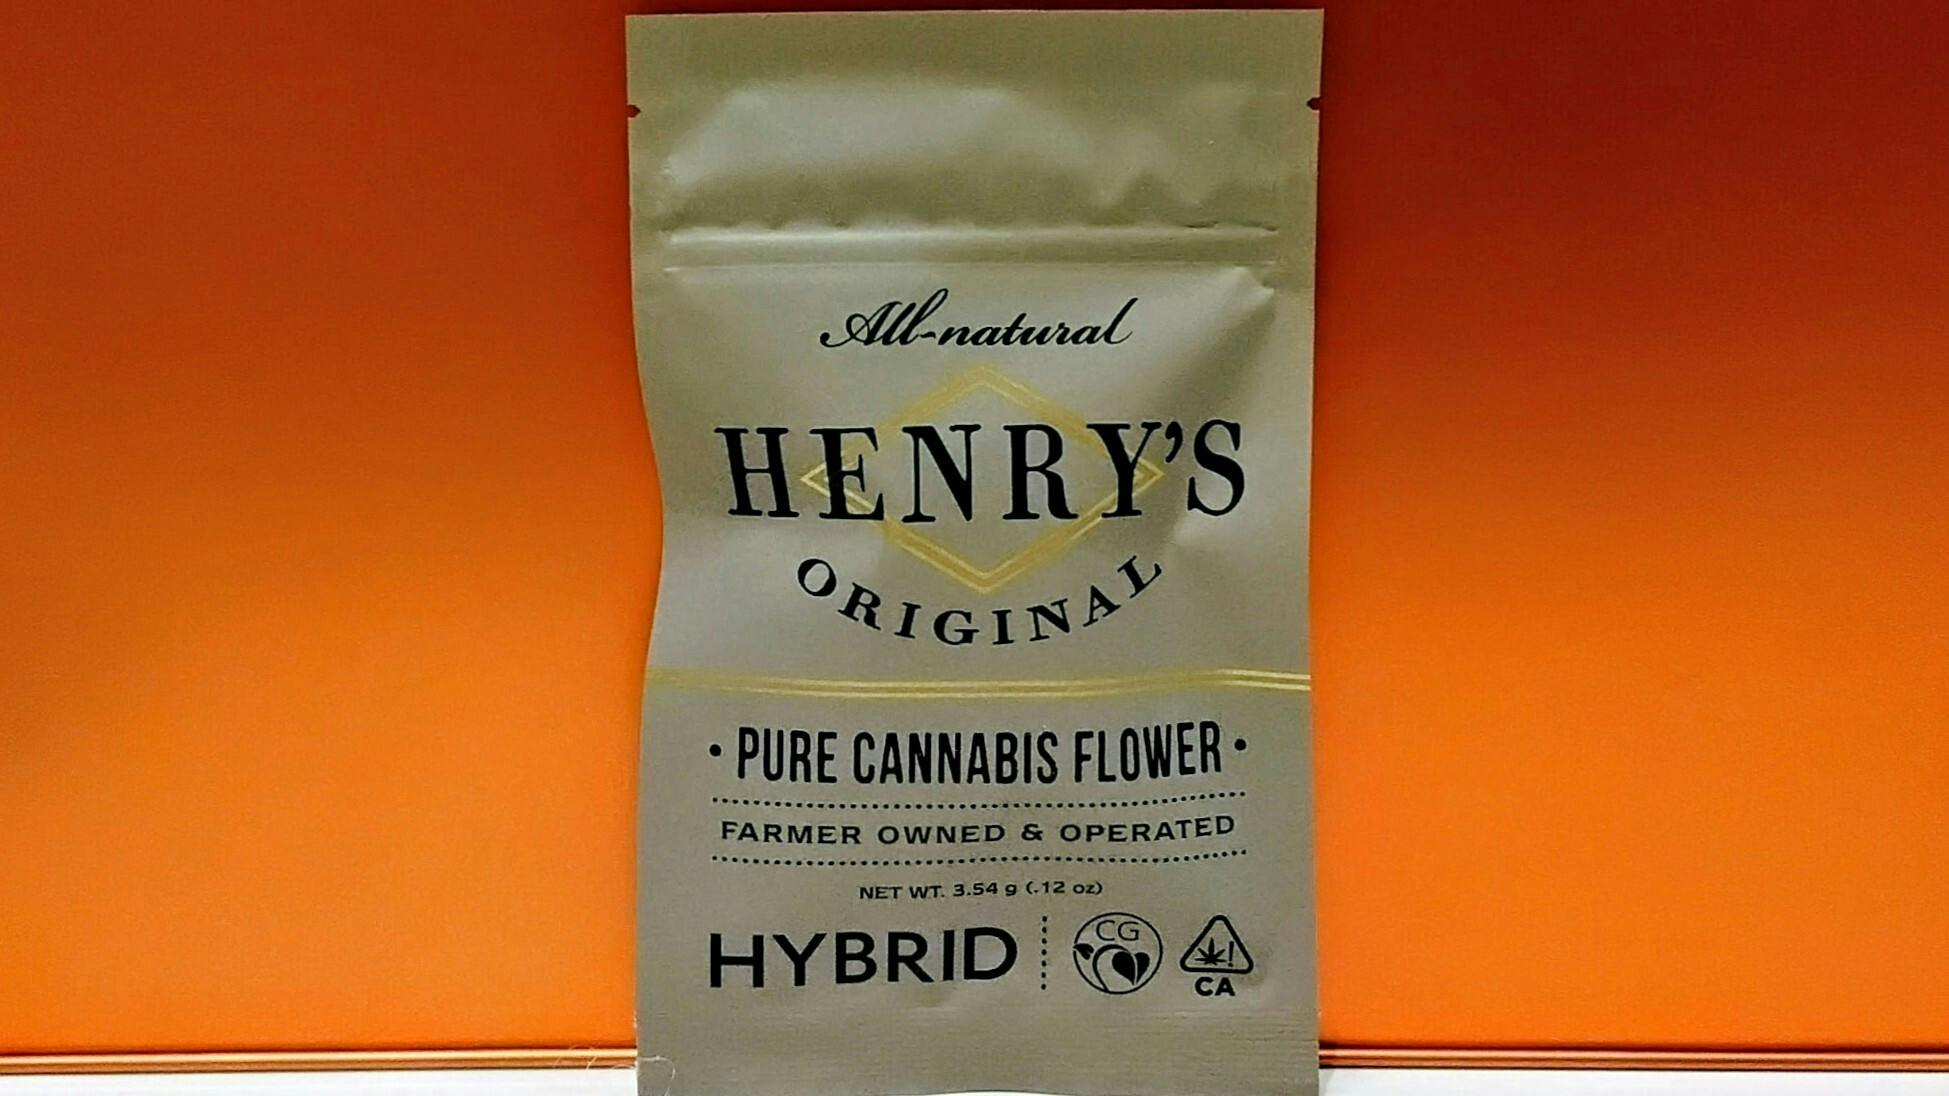 All-natural
HENRY'S
ORIGINAL
• PURE CANNABIS FLOWER •
FARMER OWNED & OPERATED
NET WT. 3.54 g (.12 oz)
HYBRID
CG
!
CA